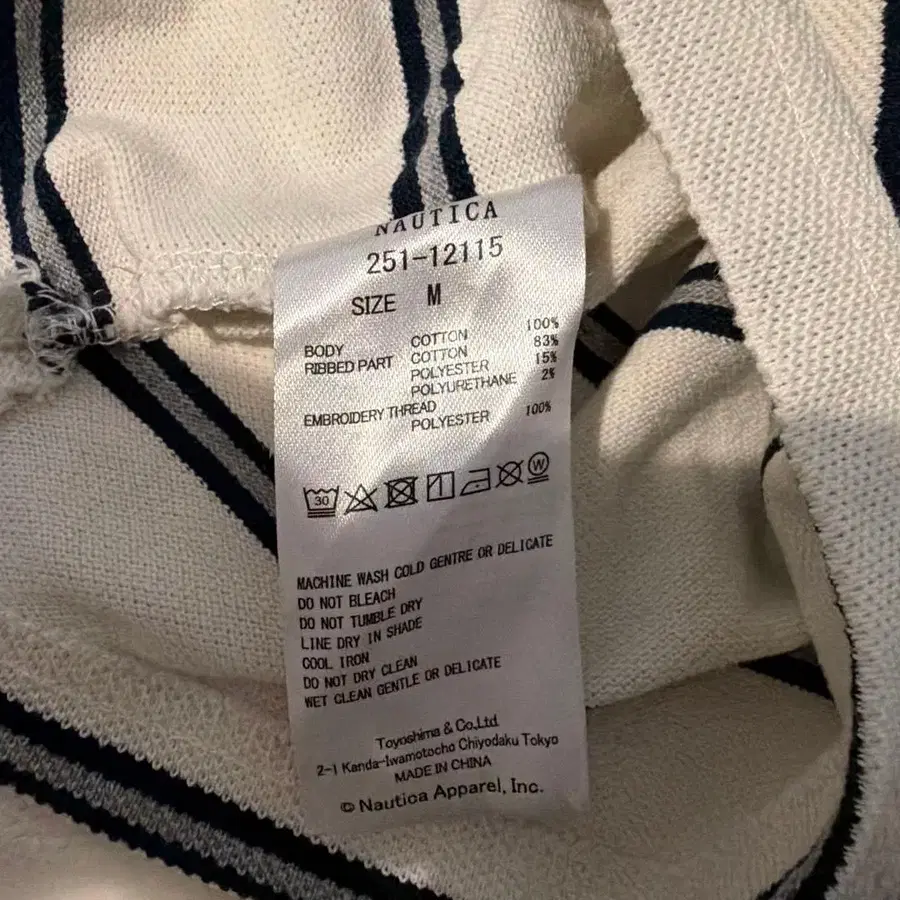 NAUTICA
251-12115
SIZE M
BODY COTTON 100%
RIBBED PART COTTON 83%
POLYESTER 15%
POLYURETHANE 2%
EMBROIDERY THREAD
POLYESTER 100%
30 W
MACHINE WASH COLD GENTRE OR DELICATE
DO NOT BLEACH
DO NOT TUMBLE DRY
LINE DRY IN SHADE
COOL IRON
DO NOT DRY CLEAN
WET CLEAN GENTLE OR DELICATE
Toyoshima & Co.Ltd
2-1 Kanda-Iwamotocho Chiyodaku Tokyo
MADE IN CHINA
© Nautica Apparel, Inc.